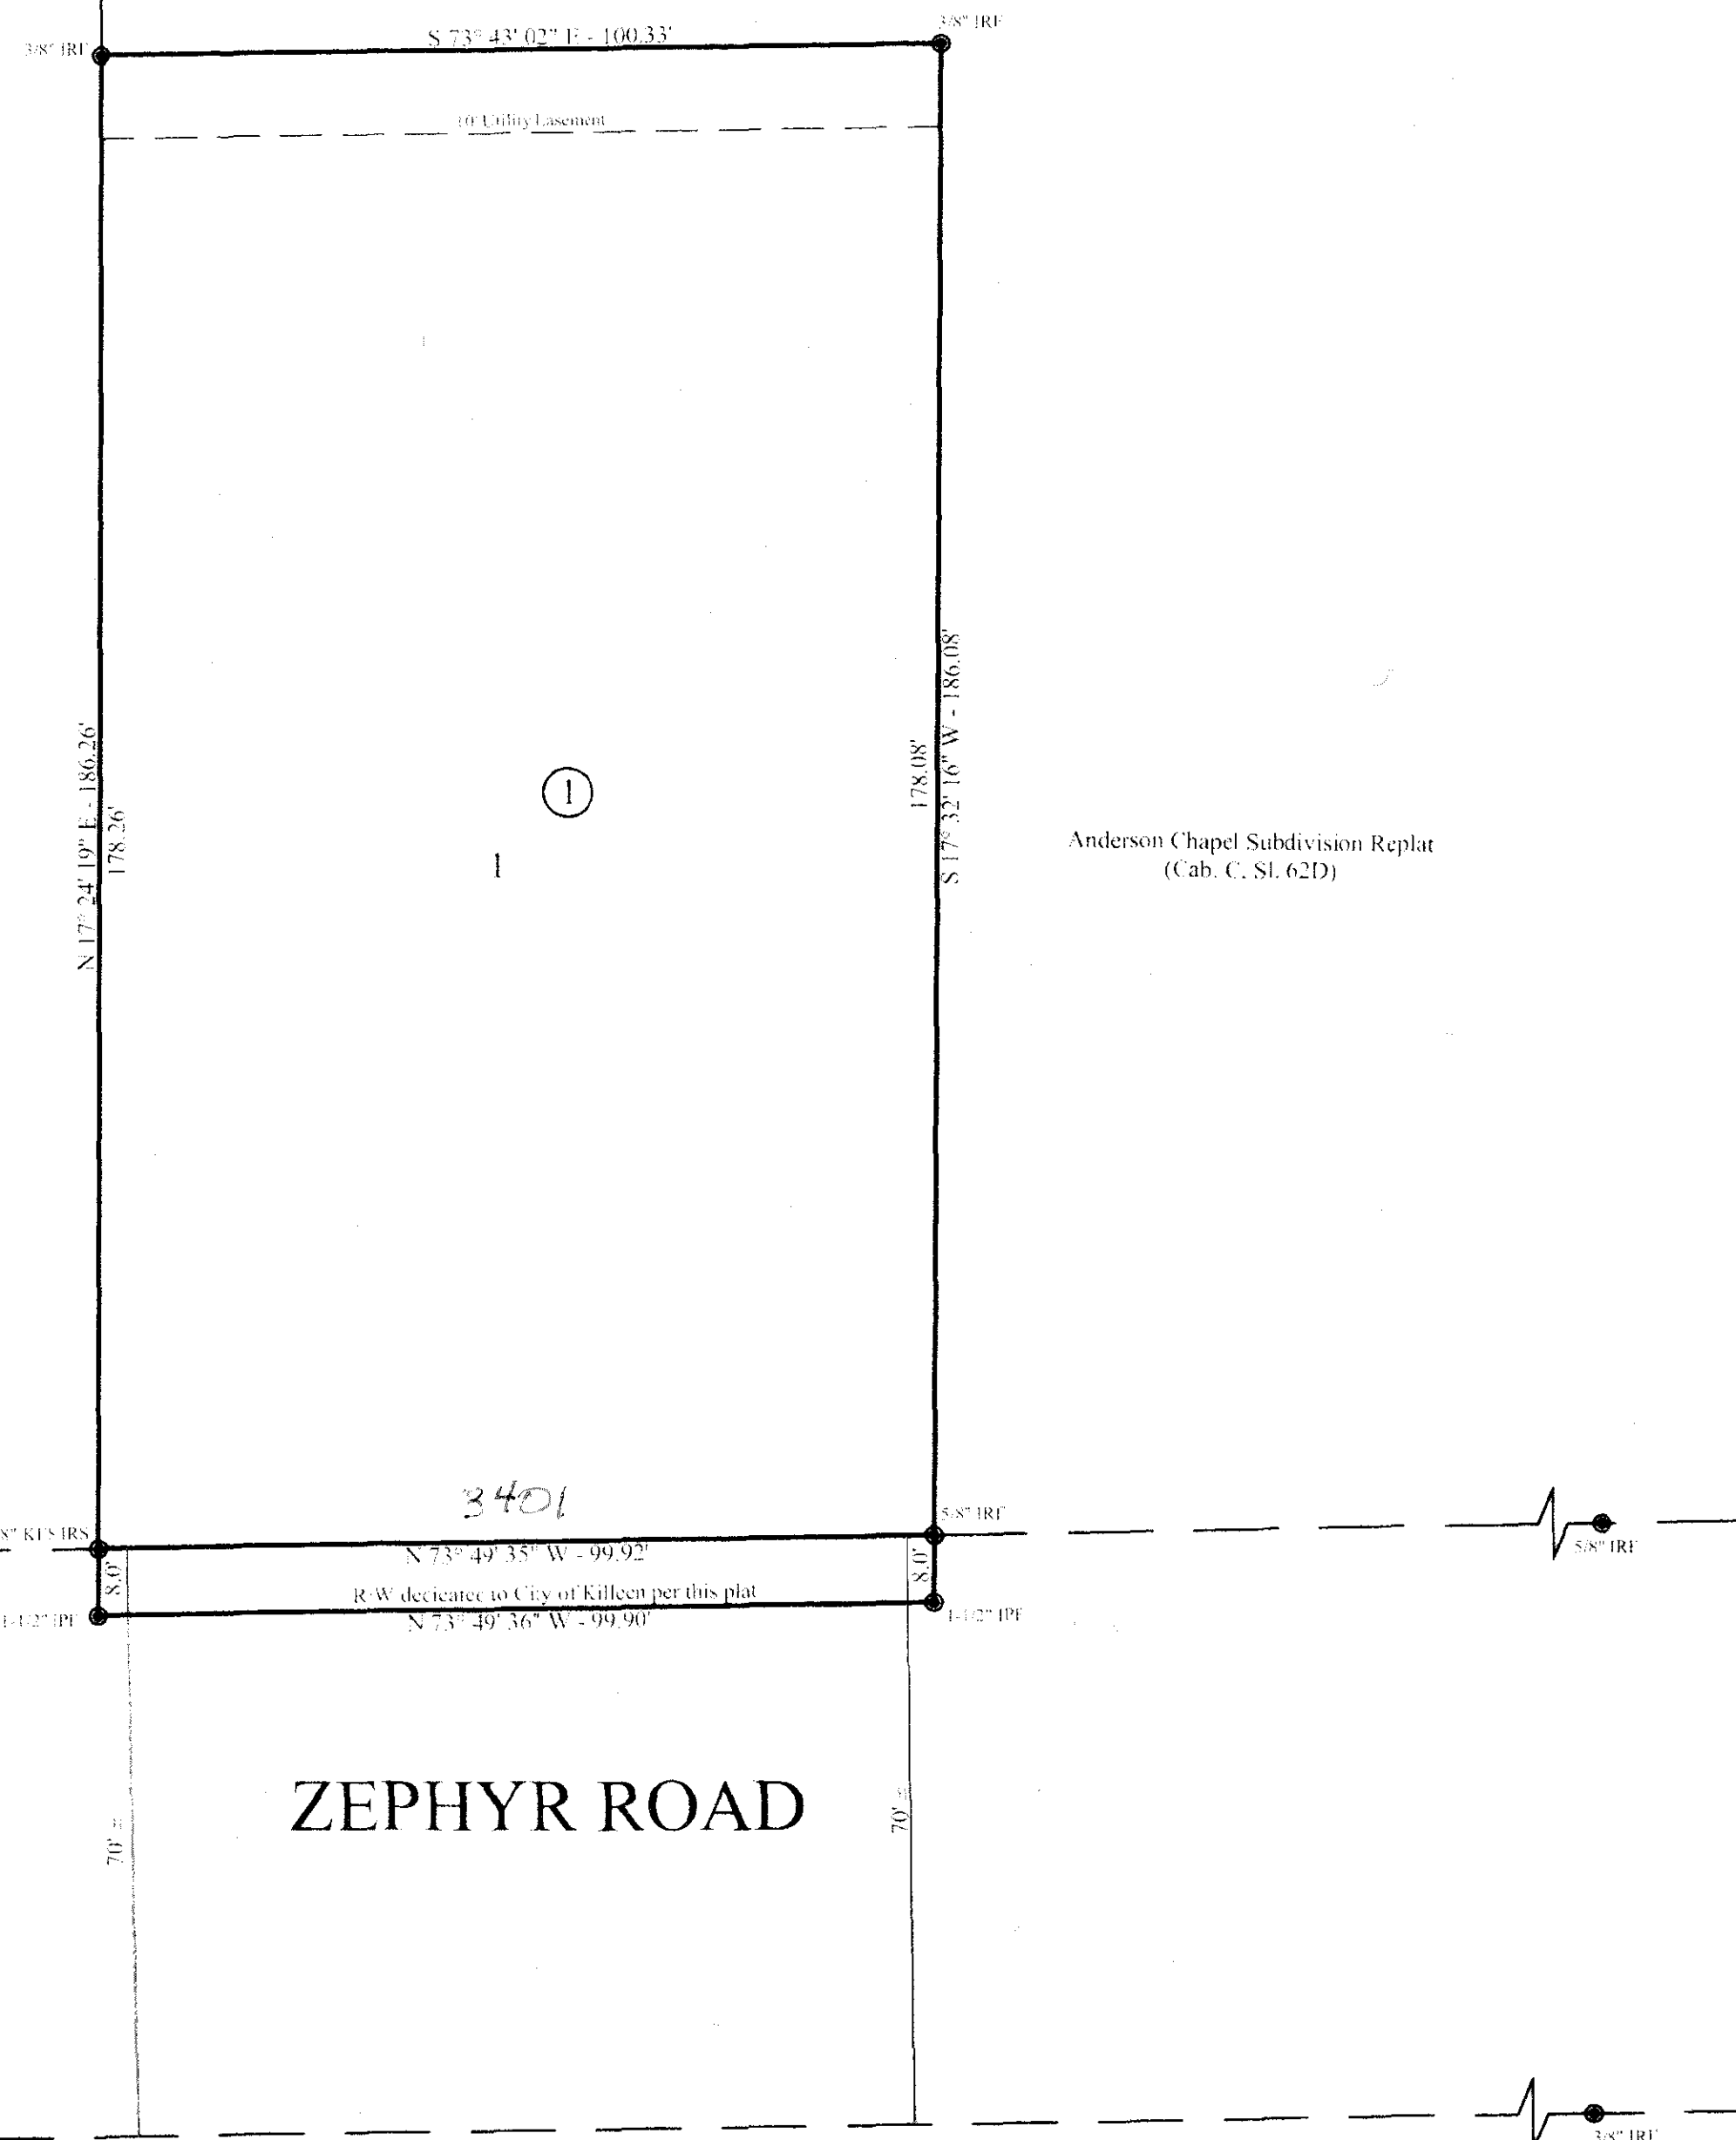 3/8" IRF
S 73° 43' 02" E - 100.33'
3/8" IRF
10' Utility Easement
N 17° 24' 19" E - 186.26'
178.26'
1
1
178.08'
S 17° 32' 16" W - 186.08'
Anderson Chapel Subdivision Replat
(Cab. C, Sl. 62D)
3401
8" KFS IRS
5/8" IRF
5/8" IRF
N 73° 49' 35" W - 99.92'
8.0'
8.0'
R-W dedicated to City of Killeen per this plat
1-1/2" IPF
N 73° 49' 36" W - 99.90'
1-1/2" IPF
ZEPHYR ROAD
70' ±
70' ±
3/8" IRF